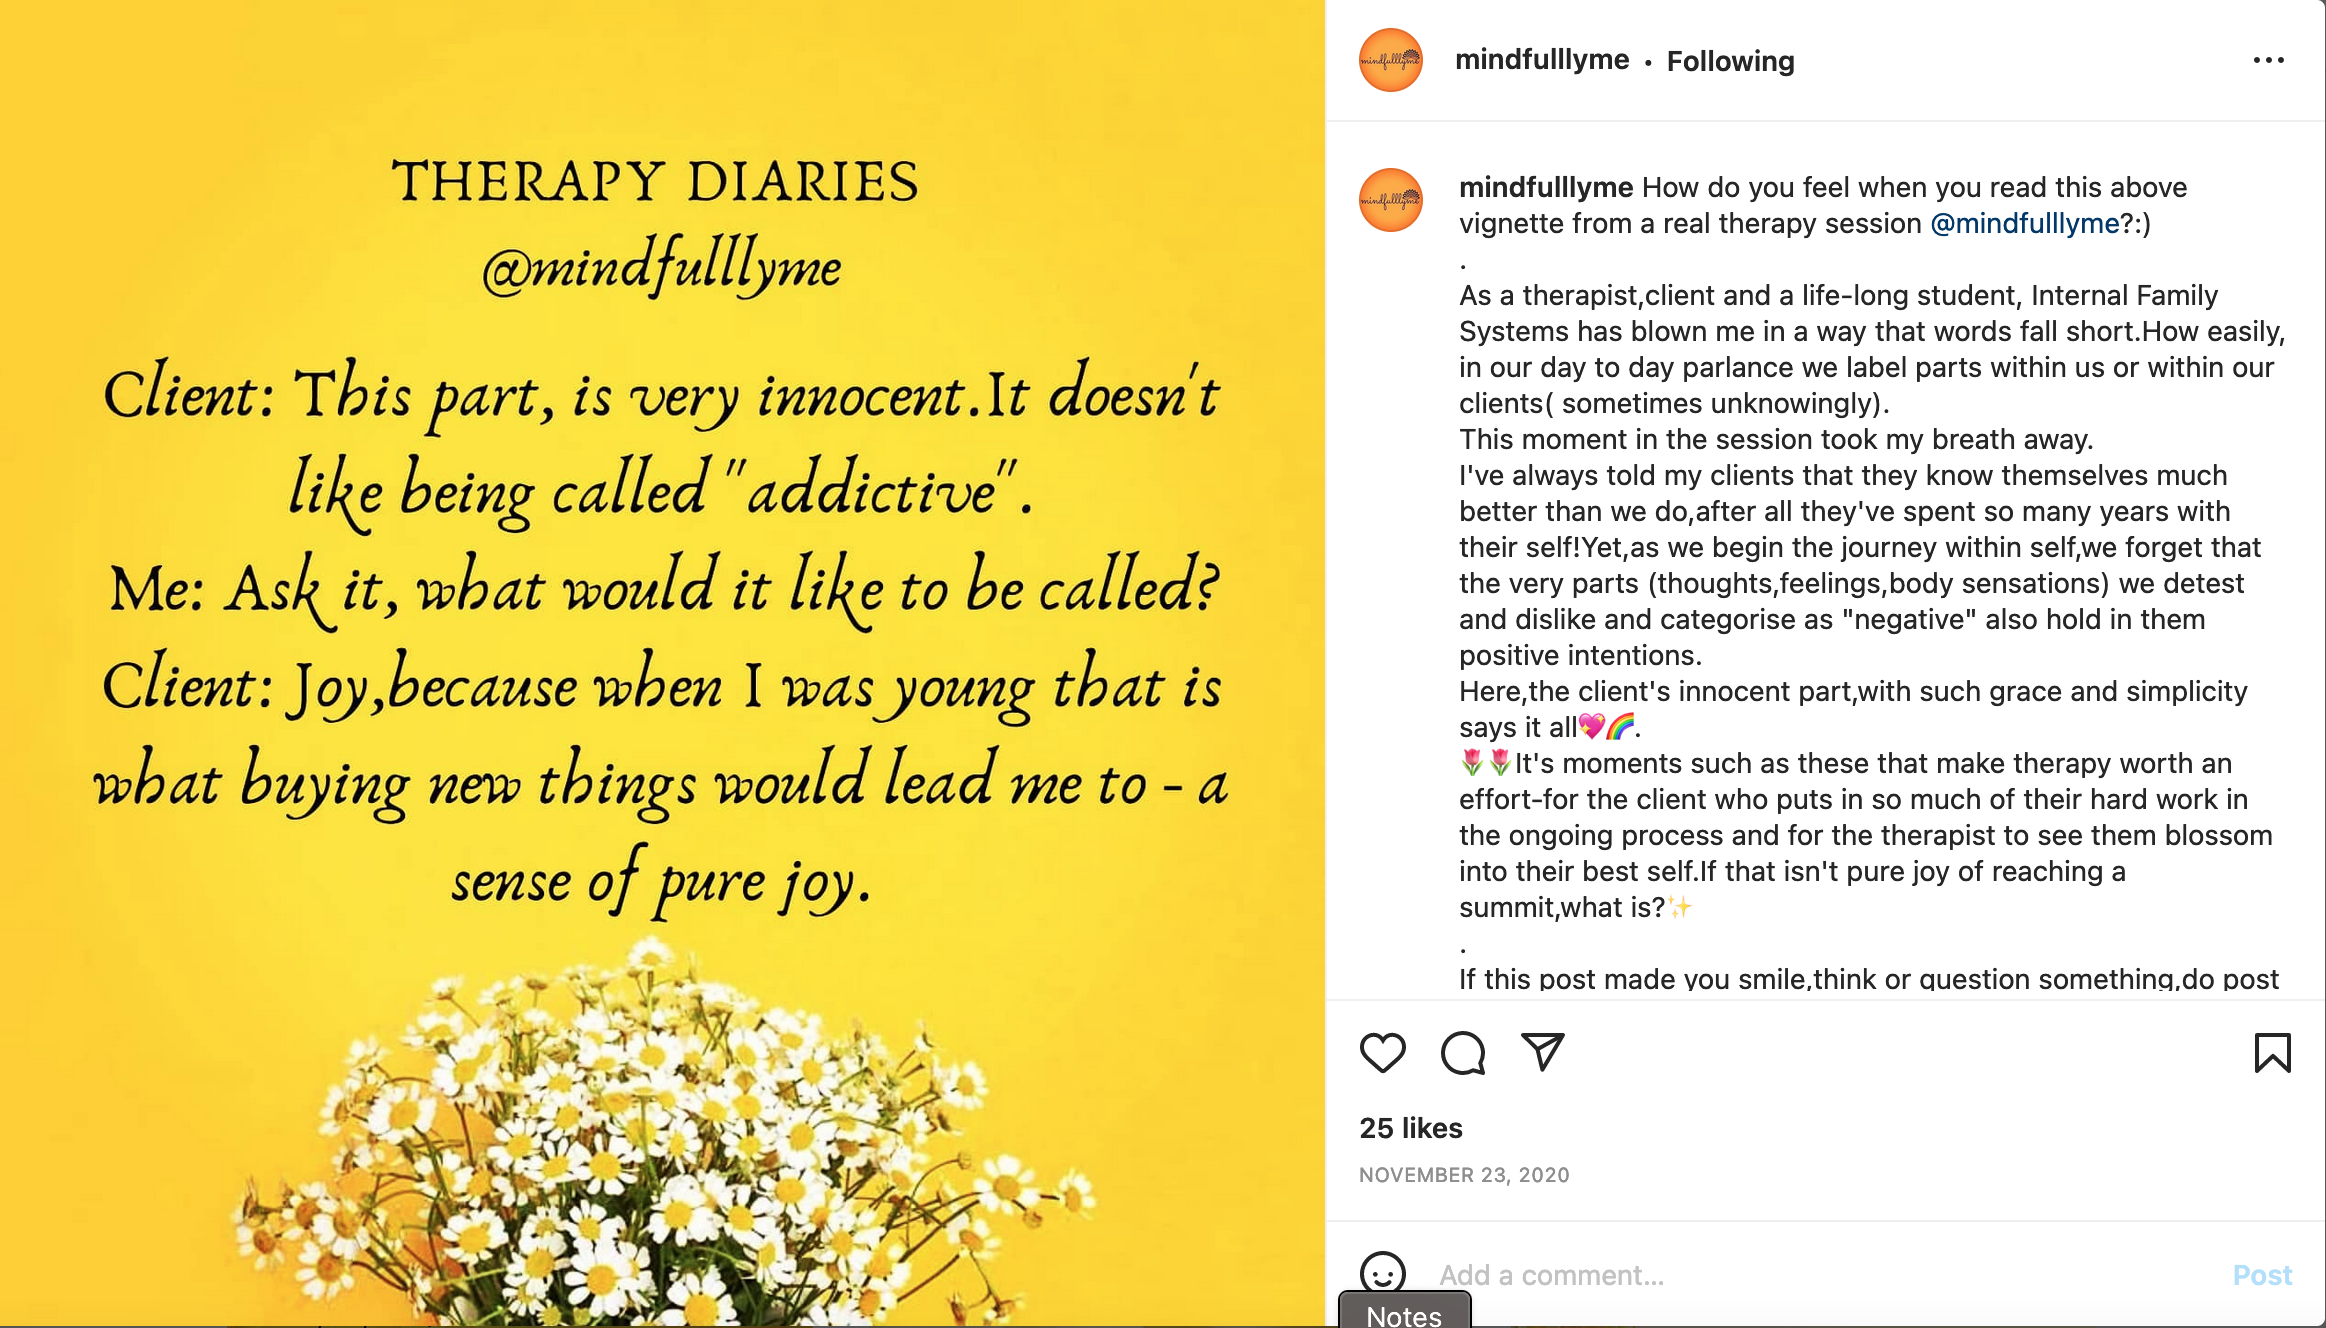 THERAPY DIARIES
@mindfulllyme
Client: This part, is very innocent.It doesn't
like being called "addictive".
Me: Ask it, what would it like to be called?
Client: Joy,because when I was young that is
what buying new things would lead me to - a
sense of pure joy.
mindfulllyme
mindfulllyme • Following
mindfulllyme
mindfulllyme How do you feel when you read this above
vignette from a real therapy session @mindfulllyme?:)
.
As a therapist,client and a life-long student, Internal Family
Systems has blown me in a way that words fall short.How easily,
in our day to day parlance we label parts within us or within our
clients( sometimes unknowingly).
This moment in the session took my breath away.
I've always told my clients that they know themselves much
better than we do,after all they've spent so many years with
their self!Yet,as we begin the journey within self,we forget that
the very parts (thoughts,feelings,body sensations) we detest
and dislike and categorise as "negative" also hold in them
positive intentions.
Here,the client's innocent part,with such grace and simplicity
says it all💖🌈.
🌷🌷It's moments such as these that make therapy worth an
effort-for the client who puts in so much of their hard work in
the ongoing process and for the therapist to see them blossom
into their best self.If that isn't pure joy of reaching a
summit,what is?✨
.
If this post made you smile,think or question something,do post
25 likes
NOVEMBER 23, 2020
Add a comment...
Post
Notes